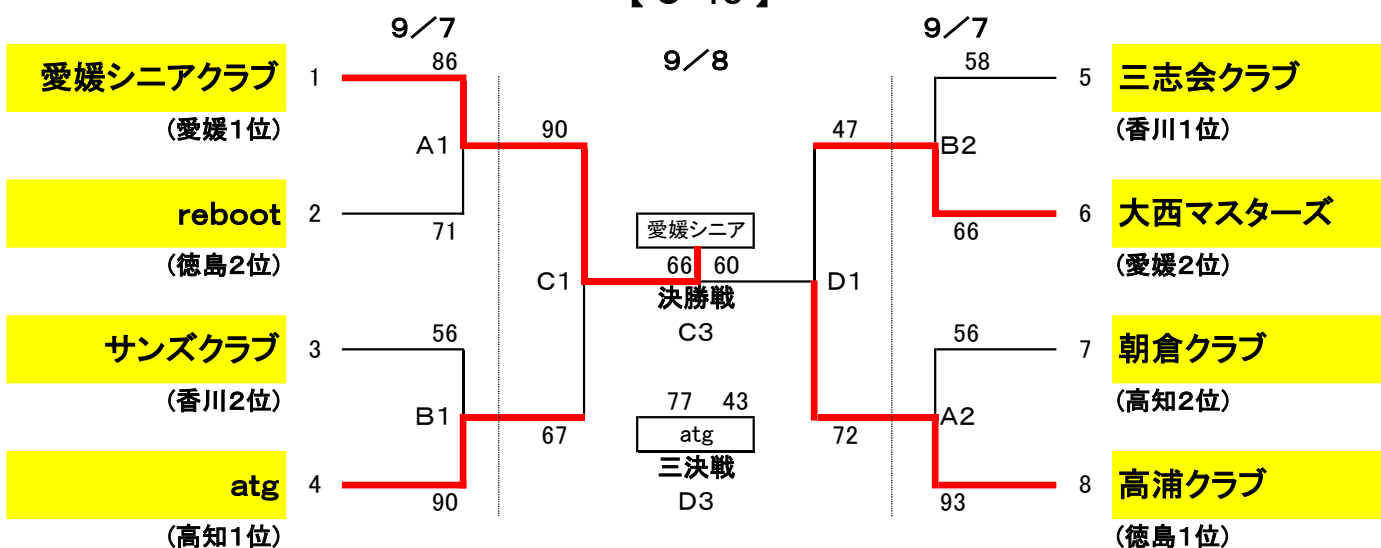 9／7
9／7
9／8
86
58
愛媛シニアクラブ
1
5
三志会クラブ
(愛媛1位)
(香川1位)
A1
90
47
B2
reboot
2
6
大西マスターズ
71
66
(徳島2位)
(愛媛2位)
愛媛シニア
66 60
C1
D1
決勝戦
C3
56
56
サンズクラブ
3
7
朝倉クラブ
(香川2位)
(高知2位)
77 43
B1
A2
atg
67
72
三決戦
D3
atg
4
8
高浦クラブ
90
93
(高知1位)
(徳島1位)